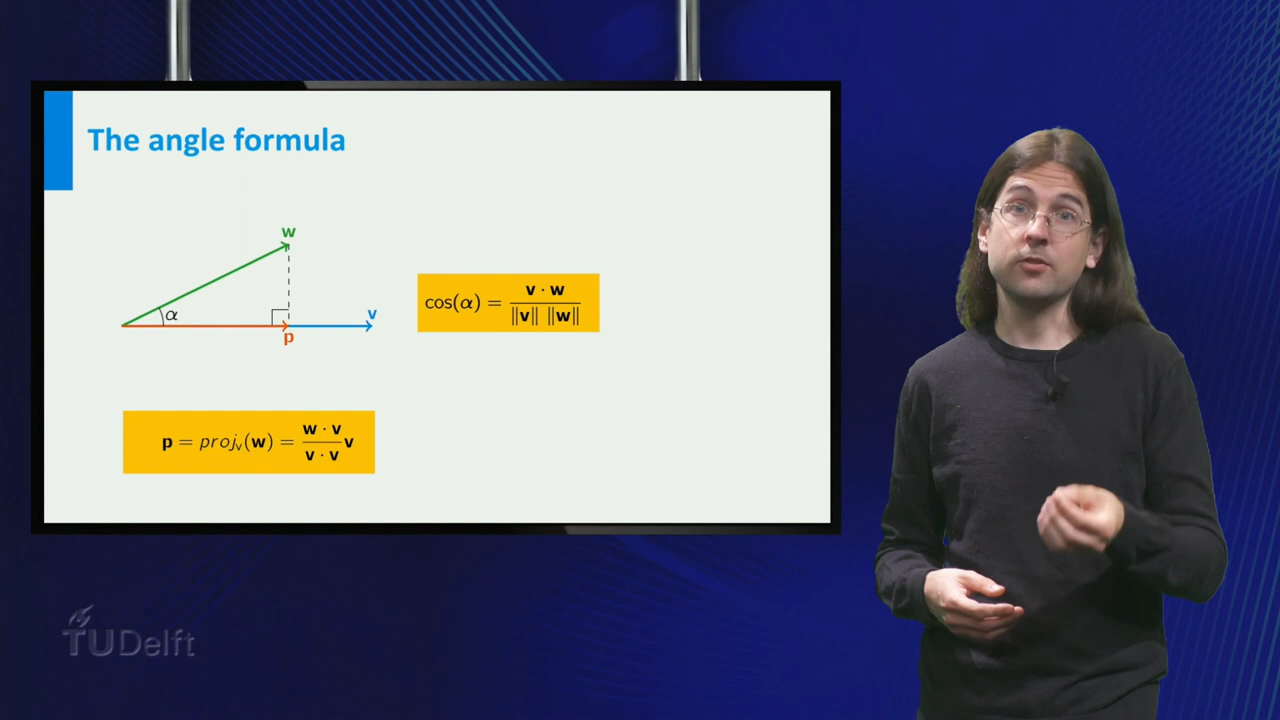 The angle formula
w
α
v
p
cos(α) = v · w / ‖v‖ ‖w‖
p = proj_v(w) = w · v / v · v v
TUDelft